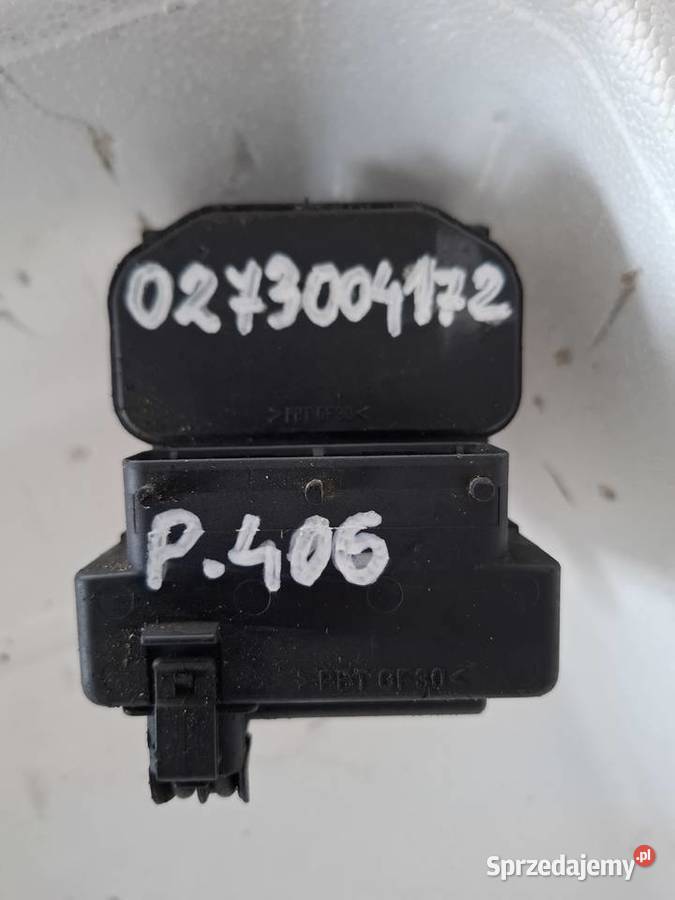 0273004172
>PBT GF30<
P.406
>PBT GF30<
Sprzedajemy.pl